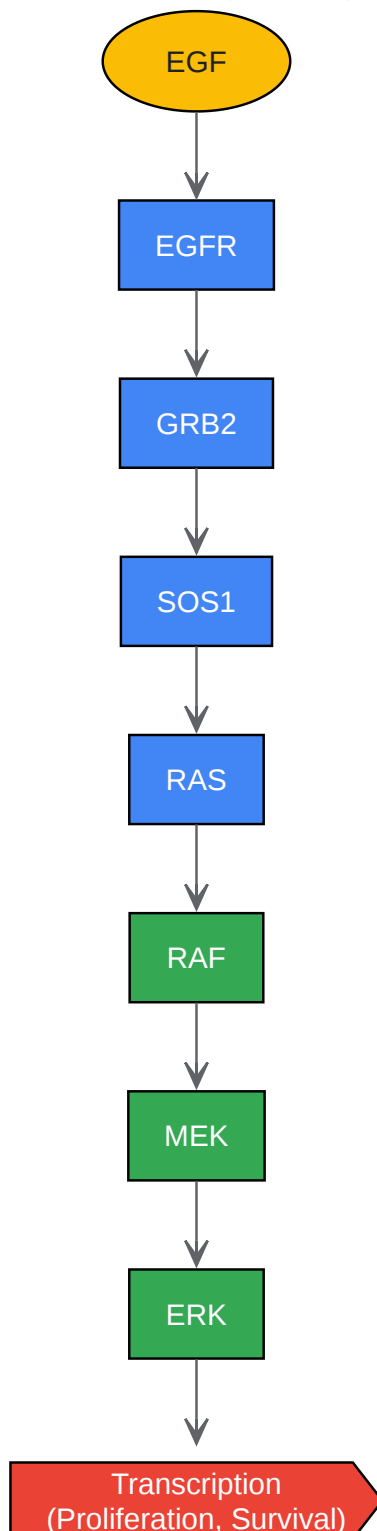 EGF
EGFR
GRB2
SOS1
RAS
RAF
MEK
ERK
Transcription
(Proliferation, Survival)